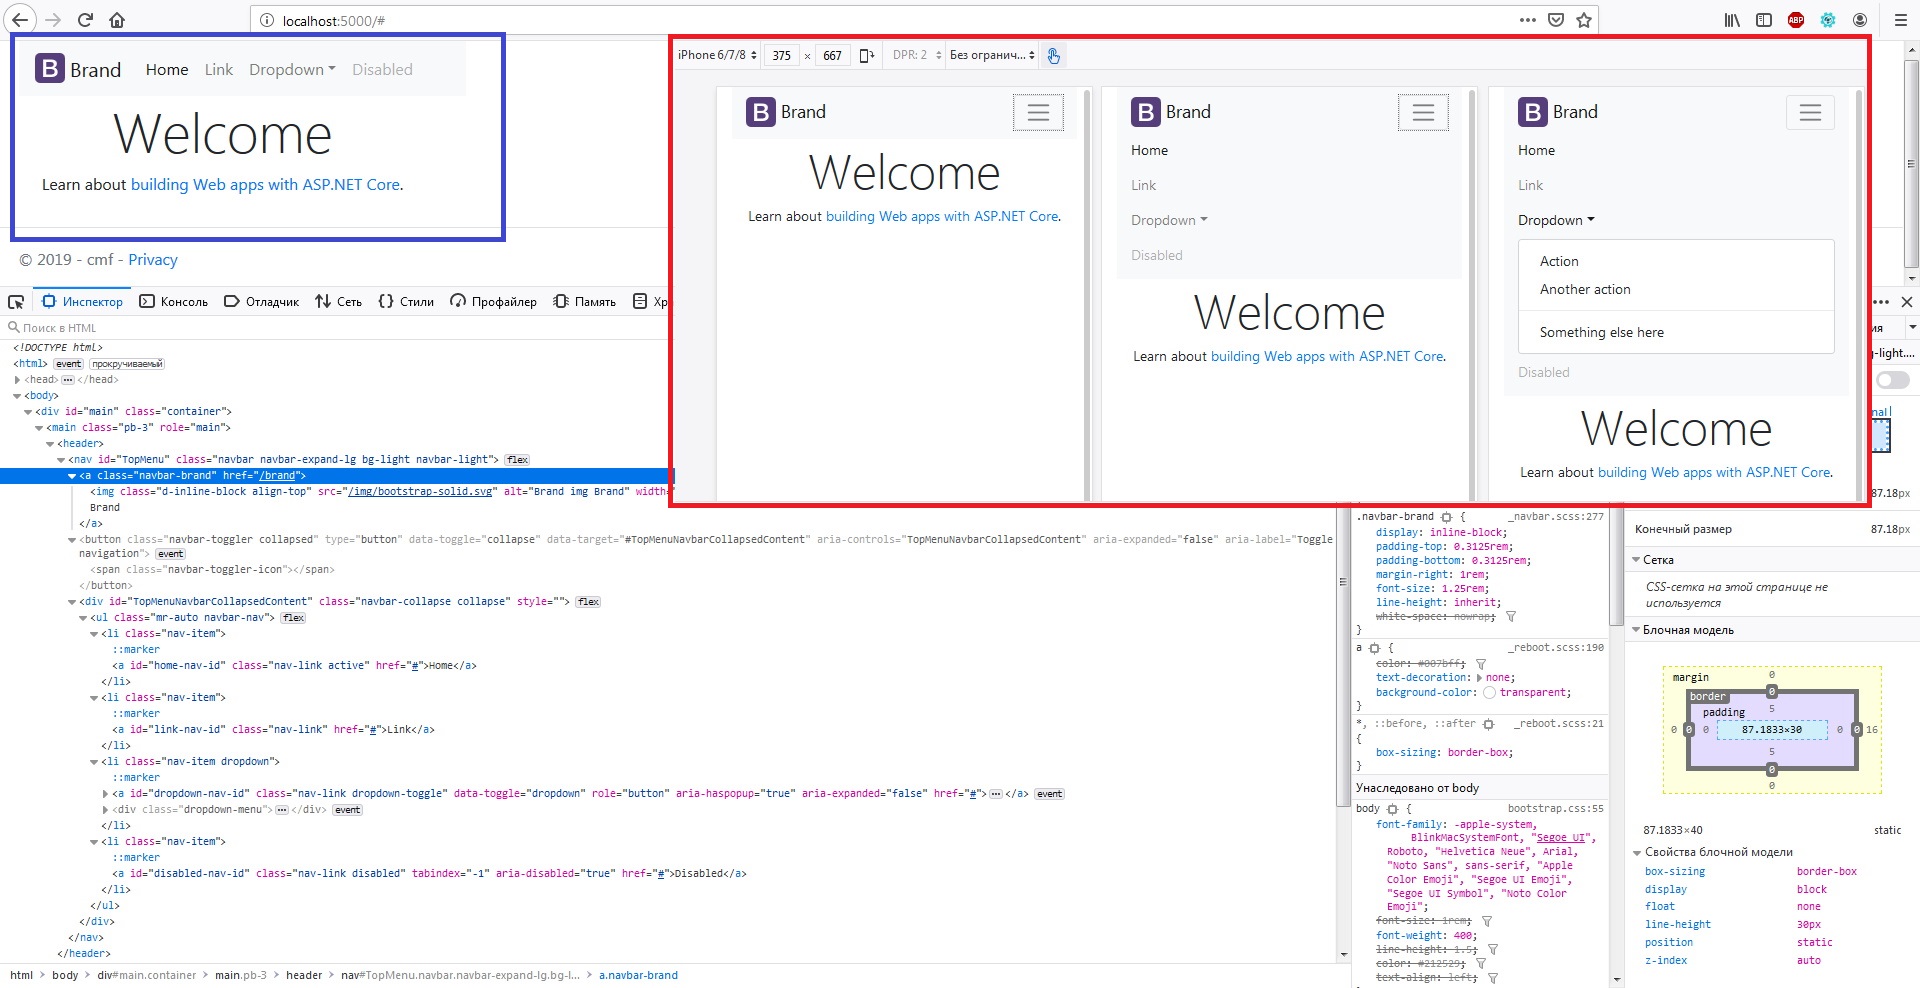 localhost:5000/#
ABP
B Brand Home Link Dropdown Disabled
Welcome
Learn about building Web apps with ASP.NET Core.
© 2019 - cmf - Privacy
iPhone 6/7/8 375 × 667 DPR: 2 Без огранич...
B Brand
Welcome
Learn about building Web apps with ASP.NET Core.
B Brand
Home
Link
Dropdown
Disabled
Welcome
Learn about building Web apps with ASP.NET Core.
B Brand
Home
Link
Dropdown
Action
Another action
Something else here
Disabled
Welcome
Learn about building Web apps with ASP.NET Core.
Инспектор Консоль Отладчик Сеть Стили Профайлер Память Хр
Поиск в HTML
<!DOCTYPE html>
<html> event прокручиваемый
<head> ••• </head>
<body>
<div id="main" class="container">
<main class="pb-3" role="main">
<header>
<nav id="TopMenu" class="navbar navbar-expand-lg bg-light navbar-light"> flex
<a class="navbar-brand" href="/brand">
<img class="d-inline-block align-top" src="/img/bootstrap-solid.svg" alt="Brand img Brand" width="
Brand
</a>
<button class="navbar-toggler collapsed" type="button" data-toggle="collapse" data-target="#TopMenuNavbarCollapsedContent" aria-controls="TopMenuNavbarCollapsedContent" aria-expanded="false" aria-label="Toggle
navigation"> event
<span class="navbar-toggler-icon"></span>
</button>
<div id="TopMenuNavbarCollapsedContent" class="navbar-collapse collapse" style=""> flex
<ul class="mr-auto navbar-nav"> flex
<li class="nav-item">
::marker
<a id="home-nav-id" class="nav-link active" href="#">Home</a>
</li>
<li class="nav-item">
::marker
<a id="link-nav-id" class="nav-link" href="#">Link</a>
</li>
<li class="nav-item dropdown">
::marker
<a id="dropdown-nav-id" class="nav-link dropdown-toggle" data-toggle="dropdown" role="button" aria-haspopup="true" aria-expanded="false" href="#"> ••• </a> event
<div class="dropdown-menu"> ••• </div> event
</li>
<li class="nav-item">
::marker
<a id="disabled-nav-id" class="nav-link disabled" tabindex="-1" aria-disabled="true" href="#">Disabled</a>
</li>
</ul>
</div>
</nav>
</header>
html > body > div#main.container > main.pb-3 > header > nav#TopMenu.navbar.navbar-expand-lg.bg-l... > a.navbar-brand
.navbar-brand { _navbar.scss:277
display: inline-block;
padding-top: 0.3125rem;
padding-bottom: 0.3125rem;
margin-right: 1rem;
font-size: 1.25rem;
line-height: inherit;
white-space: nowrap;
}
a { _reboot.scss:190
color: #007bff;
text-decoration: none;
background-color: transparent;
}
*, ::before, ::after _reboot.scss:21
{
box-sizing: border-box;
}
Унаследовано от body
body { bootstrap.css:55
font-family: -apple-system,
BlinkMacSystemFont, "Segoe UI",
Roboto, "Helvetica Neue", Arial,
"Noto Sans", sans-serif, "Apple
Color Emoji", "Segoe UI Emoji",
"Segoe UI Symbol", "Noto Color
Emoji";
font-size: 1rem;
font-weight: 400;
line-height: 1.5;
color: #212529;
text-align: left;
ия
g-light....
nal
87.18px
Конечный размер 87.18px
Сетка
CSS-сетка на этой странице не
используется
Блочная модель
margin 0
border 0
padding 5
0 0 0 87.1833×30 0 0 16
5
0
0
87.1833×40 static
Свойства блочной модели
box-sizing border-box
display block
float none
line-height 30px
position static
z-index auto